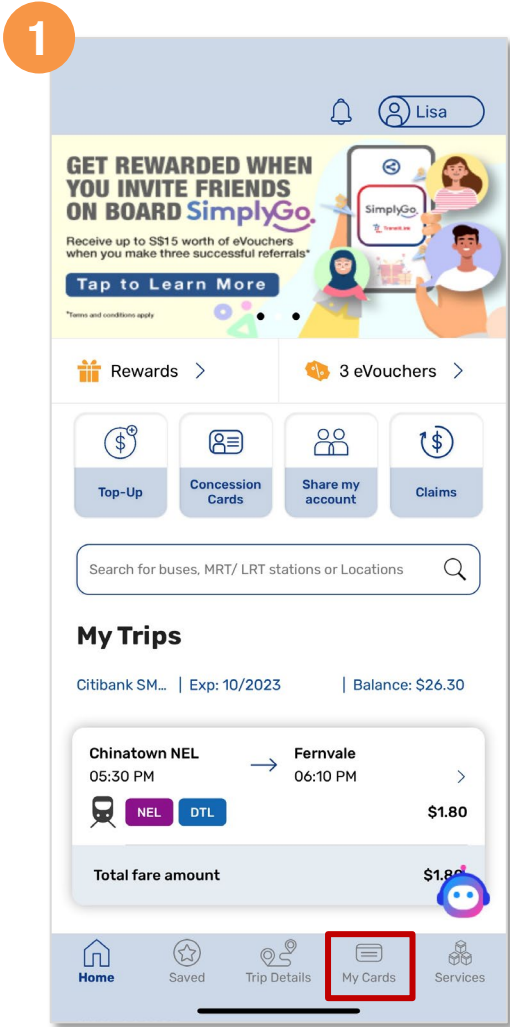 1
Lisa
GET REWARDED WHEN
YOU INVITE FRIENDS
ON BOARD SimplyGo.
Receive up to S$15 worth of eVouchers
when you make three successful referrals*
Tap to Learn More
*Terms and conditions apply
SimplyGo.
TransitLink
Rewards
3 eVouchers
Top-Up
Concession
Cards
Share my
account
Claims
Search for buses, MRT/ LRT stations or Locations
My Trips
Citibank SM... | Exp: 10/2023 | Balance: $26.30
Chinatown NEL → Fernvale
05:30 PM 06:10 PM >
NEL DTL $1.80
Total fare amount $1.80
Home Saved Trip Details My Cards Services